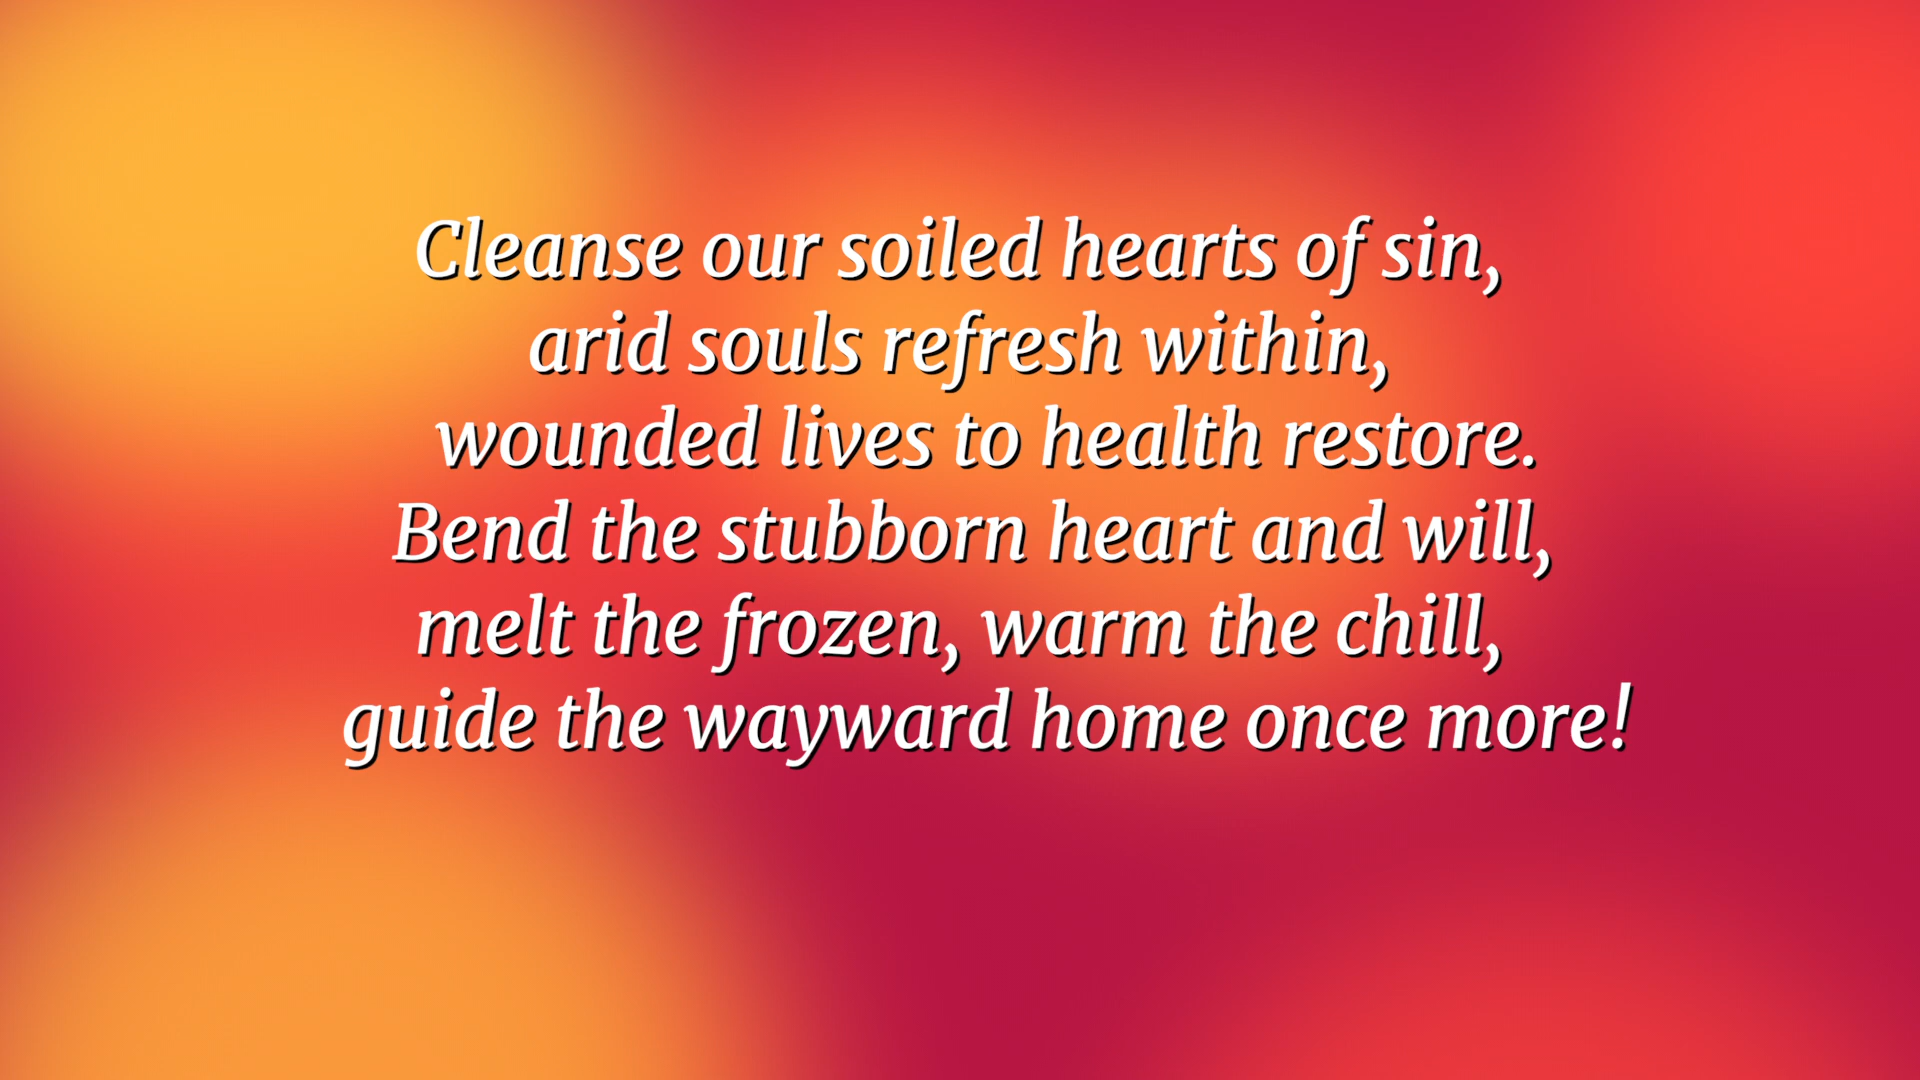 Cleanse our soiled hearts of sin,
arid souls refresh within,
wounded lives to health restore.
Bend the stubborn heart and will,
melt the frozen, warm the chill,
guide the wayward home once more!